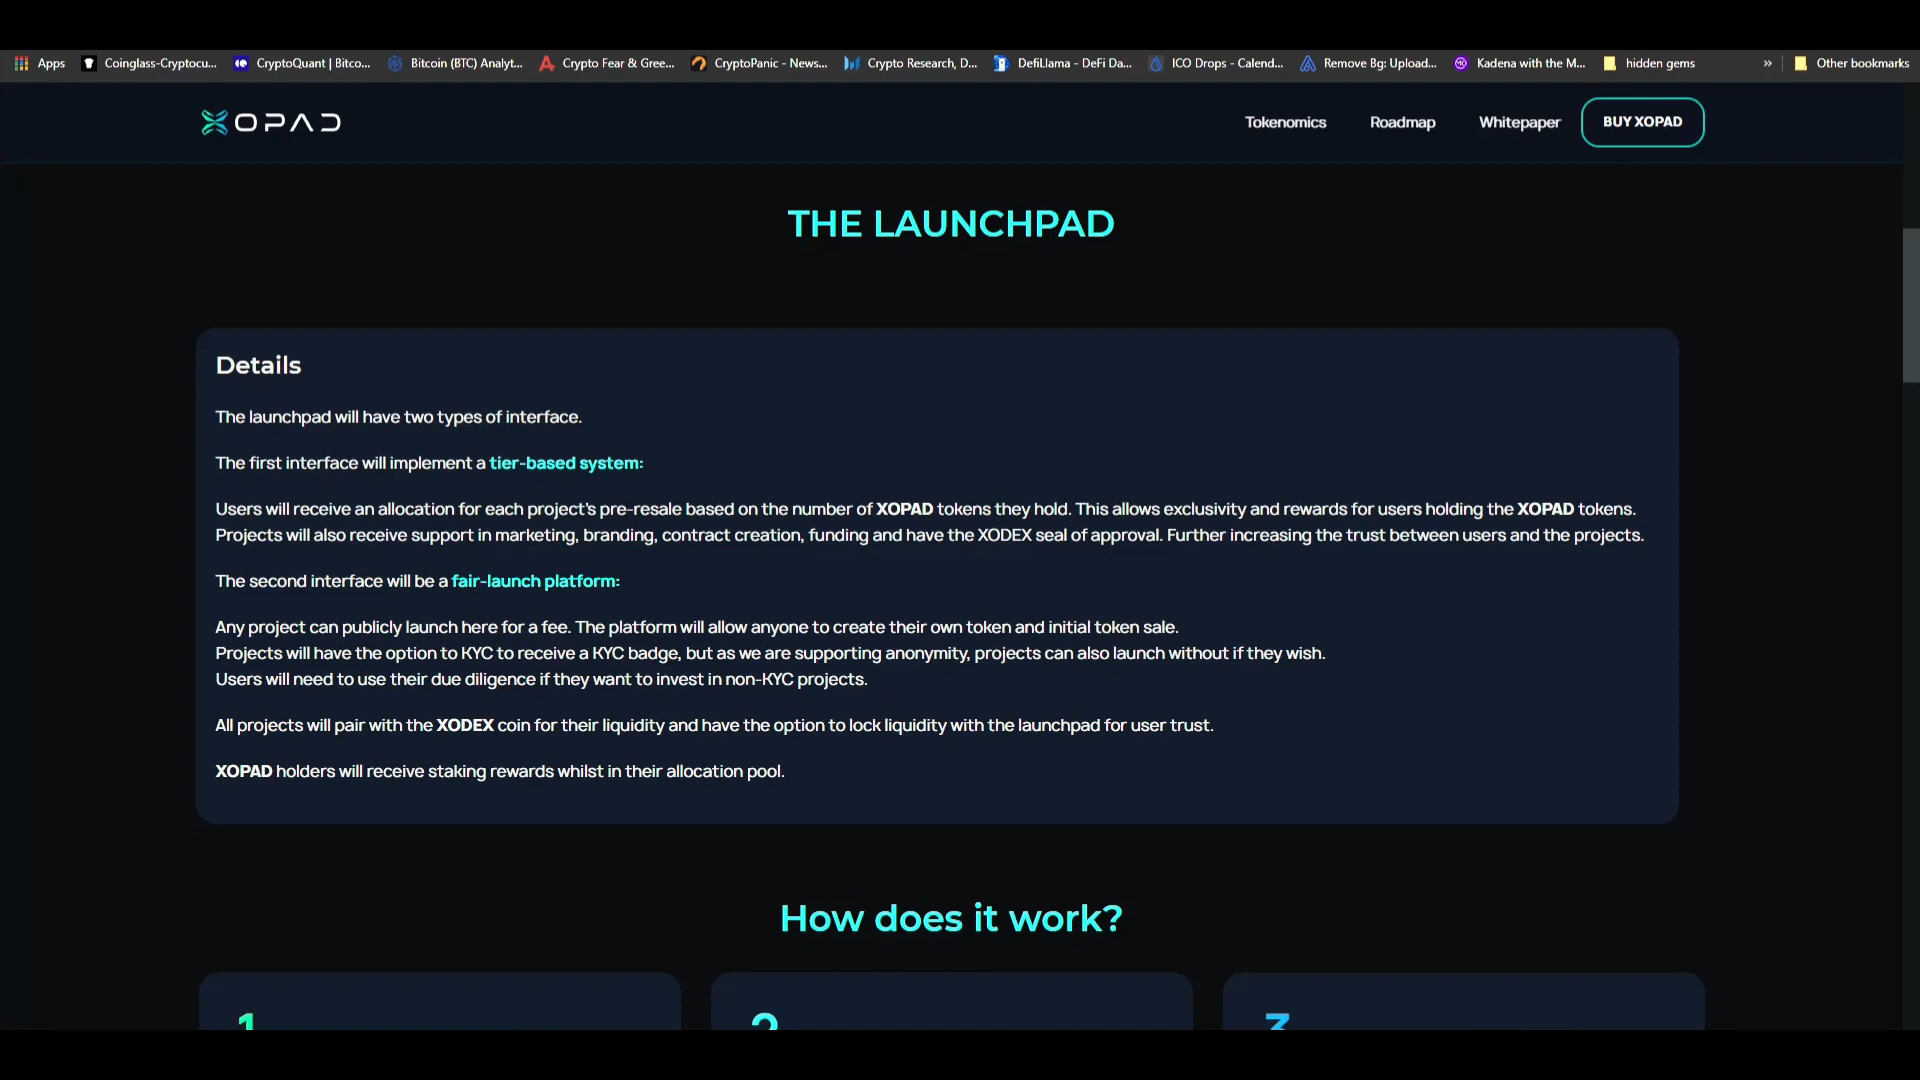 Apps Coinglass-Cryptocu... CryptoQuant | Bitco... Bitcoin (BTC) Analyt... Crypto Fear & Gree... CryptoPanic - News... Crypto Research, D... DefiLlama - DeFi Da... ICO Drops - Calend... Remove Bg: Upload... Kadena with the M... hidden gems » Other bookmarks
XOPAD Tokenomics Roadmap Whitepaper BUY XOPAD
THE LAUNCHPAD
Details
The launchpad will have two types of interface.
The first interface will implement a tier-based system:
Users will receive an allocation for each project's pre-resale based on the number of XOPAD tokens they hold. This allows exclusivity and rewards for users holding the XOPAD tokens.
Projects will also receive support in marketing, branding, contract creation, funding and have the XODEX seal of approval. Further increasing the trust between users and the projects.
The second interface will be a fair-launch platform:
Any project can publicly launch here for a fee. The platform will allow anyone to create their own token and initial token sale.
Projects will have the option to KYC to receive a KYC badge, but as we are supporting anonymity, projects can also launch without if they wish.
Users will need to use their due diligence if they want to invest in non-KYC projects.
All projects will pair with the XODEX coin for their liquidity and have the option to lock liquidity with the launchpad for user trust.
XOPAD holders will receive staking rewards whilst in their allocation pool.
How does it work?
1 2 3